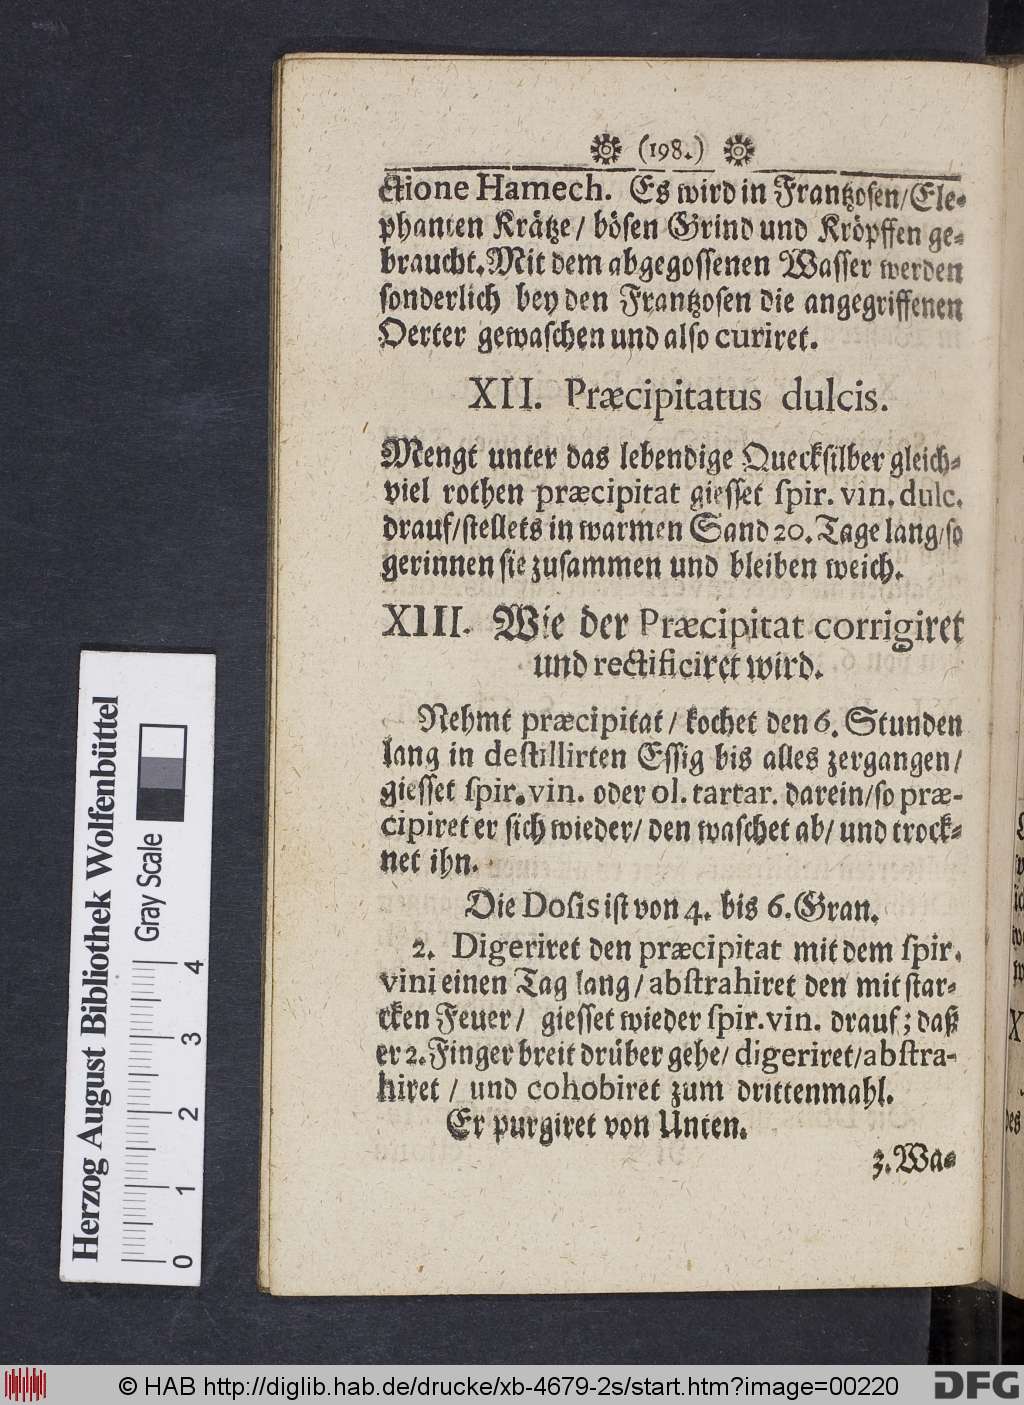 (198.)
ctione Hamech. Es wird in Frantzosen/Ele-
phanten Krätze/ bösen Grind und Kröpffen ge-
braucht. Mit dem abgegossenen Wasser werden
sonderlich bey den Frantzosen die angegriffenen
Oerter gewaschen und also curiret.
XII. Præcipitatus dulcis.
Mengt unter das lebendige Quecksilber gleich-
viel rothen præcipitat giesset spir. vin. dulc.
drauf/stellets in warmen Sand 20. Tage lang/so
gerinnen sie zusammen und bleiben weich.
XIII. Wie der Præcipitat corrigiret
und rectificiret wird.
Nehmt præcipitat/ kochet den 6. Stunden
lang in destillirten Essig bis alles zergangen/
giesset spir. vin. oder ol. tartar. darein/so præ-
cipiret er sich wieder/ den waschet ab/ und trock-
net ihn.
Die Dosis ist von 4. bis 6. Gran.
2. Digeriret den præcipitat mit dem spir.
vini einen Tag lang/ abstrahiret den mit star-
cken Feuer/ giesset wieder spir. vin. drauf; daß
er 2. Finger breit drüber gehe/ digeriret/abstra-
hiret/ und cohobiret zum drittenmahl.
Er purgiret von Unten.
3. Wa-
Herzog August Bibliothek Wolfenbüttel
Gray Scale
0 1 2 3 4
© HAB http://diglib.hab.de/drucke/xb-4679-2s/start.htm?image=00220
DFG